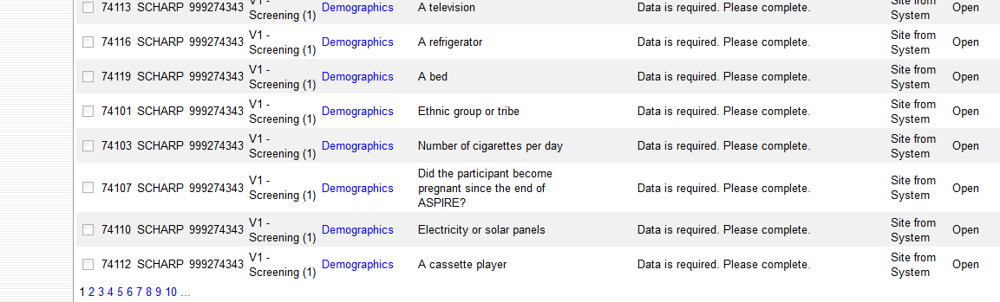 74113 SCHARP 999274343 V1 - Screening (1) Demographics A television Data is required. Please complete. Site from System Open
74116 SCHARP 999274343 V1 - Screening (1) Demographics A refrigerator Data is required. Please complete. Site from System Open
74119 SCHARP 999274343 V1 - Screening (1) Demographics A bed Data is required. Please complete. Site from System Open
74101 SCHARP 999274343 V1 - Screening (1) Demographics Ethnic group or tribe Data is required. Please complete. Site from System Open
74103 SCHARP 999274343 V1 - Screening (1) Demographics Number of cigarettes per day Data is required. Please complete. Site from System Open
74107 SCHARP 999274343 V1 - Screening (1) Demographics Did the participant become pregnant since the end of ASPIRE? Data is required. Please complete. Site from System Open
74110 SCHARP 999274343 V1 - Screening (1) Demographics Electricity or solar panels Data is required. Please complete. Site from System Open
74112 SCHARP 999274343 V1 - Screening (1) Demographics A cassette player Data is required. Please complete. Site from System Open
1 2 3 4 5 6 7 8 9 10 ...